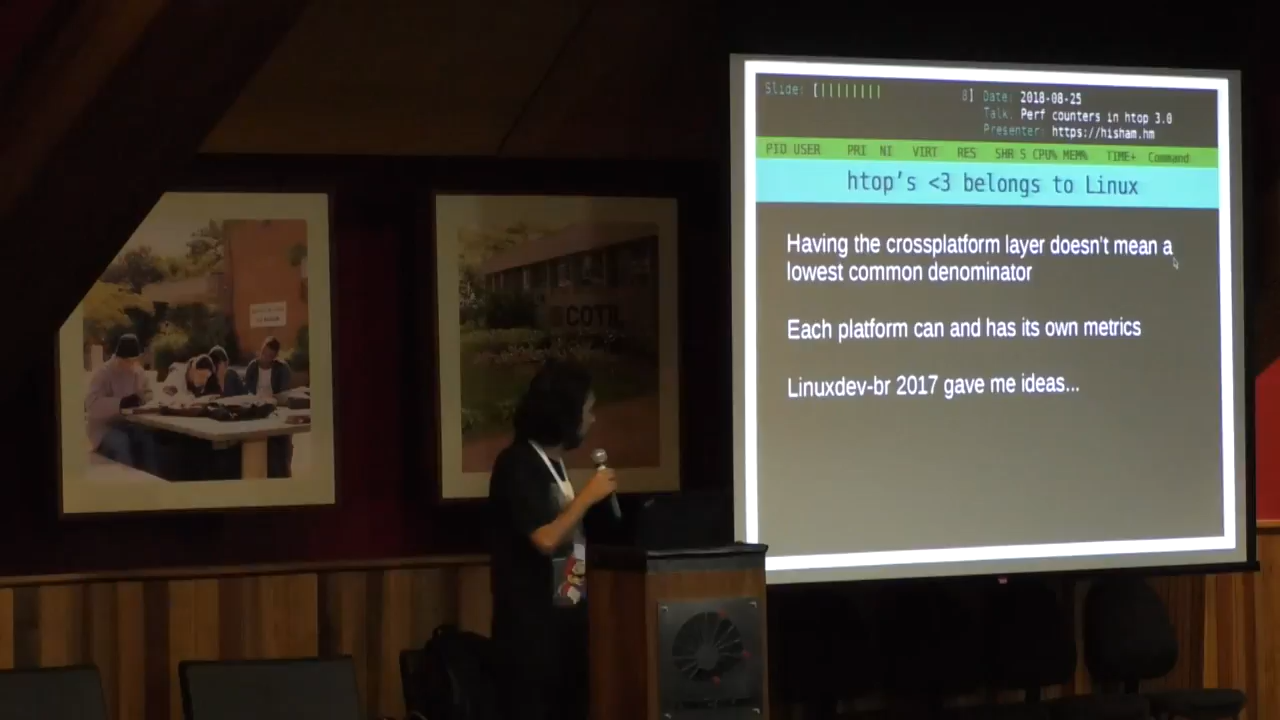 Slide: [|||||||| 8] Date: 2018-08-25
Talk: Perf counters in htop 3.0
Presenter: https://hisham.hm
PID USER PRI NI VIRT RES SHR S CPU% MEM% TIME+ Command
htop's <3 belongs to Linux
Having the crossplatform layer doesn't mean a
lowest common denominator
Each platform can and has its own metrics
Linuxdev-br 2017 gave me ideas...
COTIL